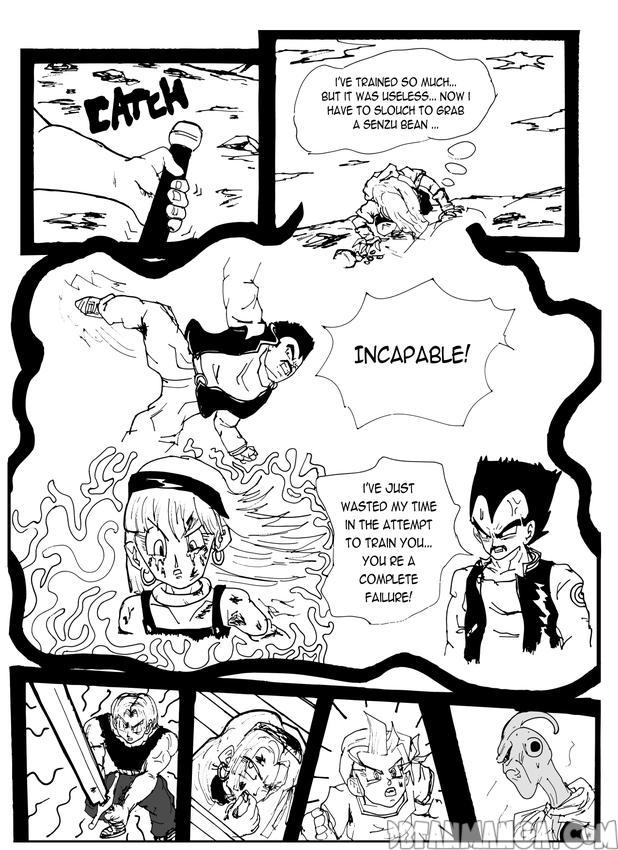 CATCH
I'VE TRAINED SO MUCH...
BUT IT WAS USELESS... NOW I
HAVE TO SLOUCH TO GRAB
A SENZU BEAN ...
INCAPABLE!
I'VE JUST
WASTED MY TIME
IN THE ATTEMPT
TO TRAIN YOU...
YOU RE A
COMPLETE
FAILURE!
DBFANMANGA.COM